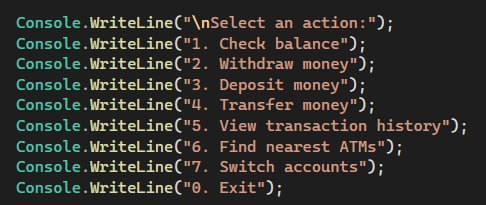 Console.WriteLine("\nSelect an action:");
Console.WriteLine("1. Check balance");
Console.WriteLine("2. Withdraw money");
Console.WriteLine("3. Deposit money");
Console.WriteLine("4. Transfer money");
Console.WriteLine("5. View transaction history");
Console.WriteLine("6. Find nearest ATMs");
Console.WriteLine("7. Switch accounts");
Console.WriteLine("0. Exit");